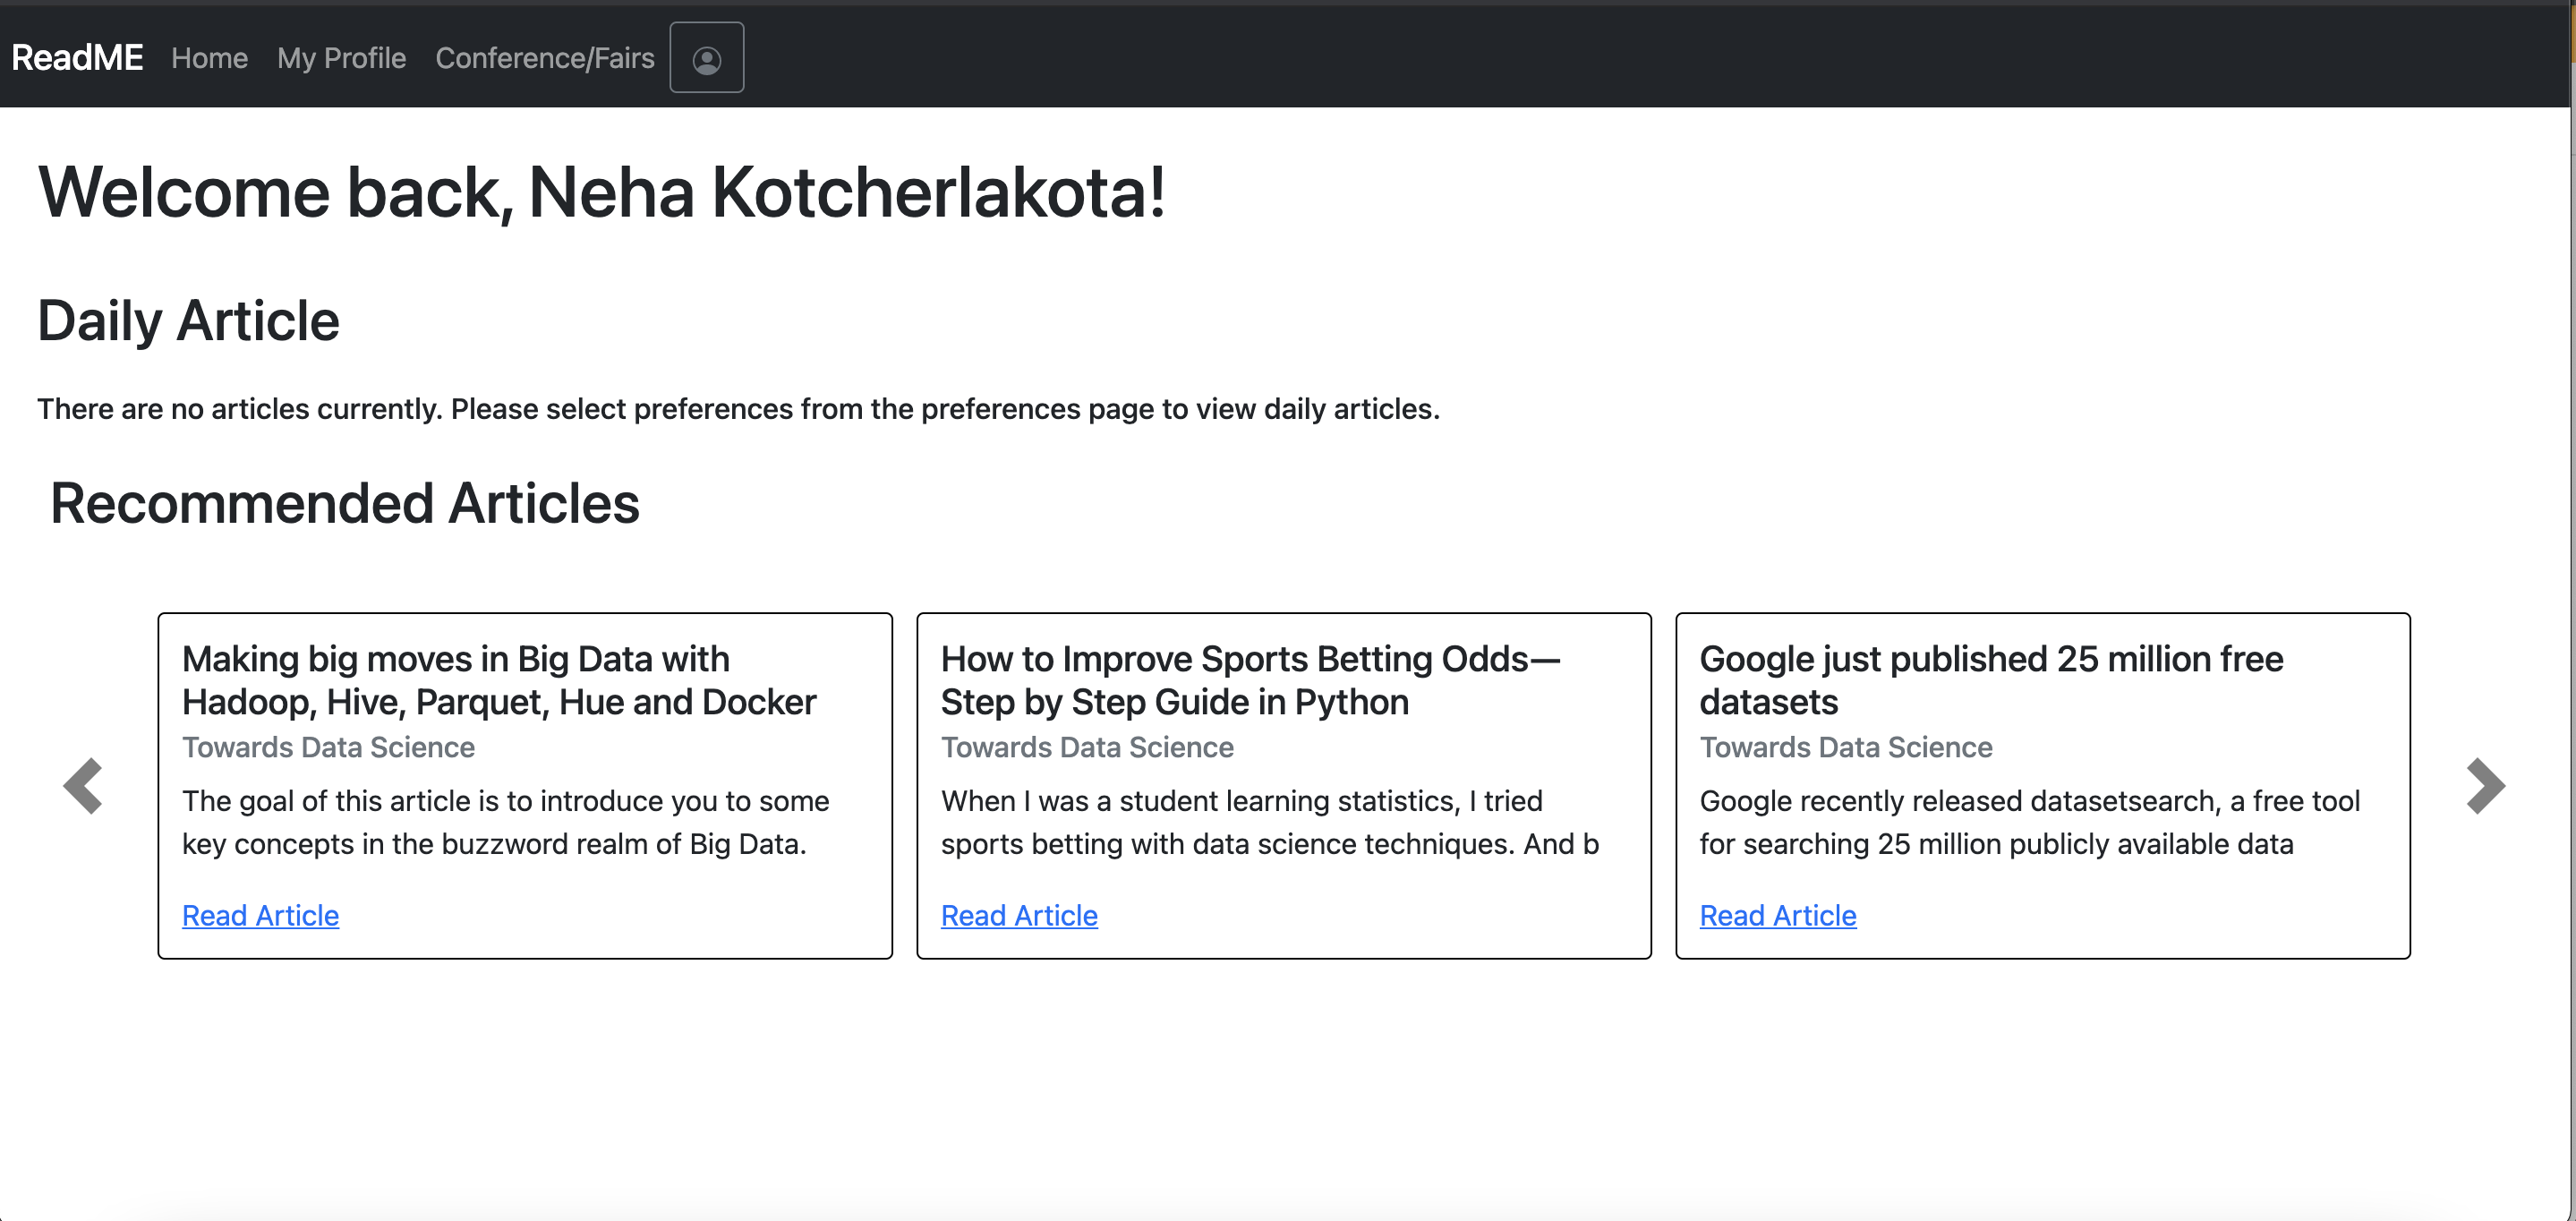 ReadME Home My Profile Conference/Fairs
Welcome back, Neha Kotcherlakota!
Daily Article
There are no articles currently. Please select preferences from the preferences page to view daily articles.
Recommended Articles
Making big moves in Big Data with
Hadoop, Hive, Parquet, Hue and Docker
Towards Data Science
The goal of this article is to introduce you to some
key concepts in the buzzword realm of Big Data.
Read Article
How to Improve Sports Betting Odds—
Step by Step Guide in Python
Towards Data Science
When I was a student learning statistics, I tried
sports betting with data science techniques. And b
Read Article
Google just published 25 million free
datasets
Towards Data Science
Google recently released datasetsearch, a free tool
for searching 25 million publicly available data
Read Article